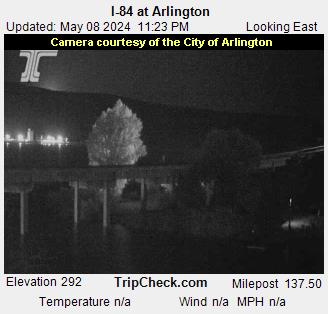 I-84 at Arlington
Updated: May 08 2024 11:23 PM Looking East
Camera courtesy of the City of Arlington
Elevation 292 TripCheck.com Milepost 137.50
Temperature n/a Wind n/a MPH n/a